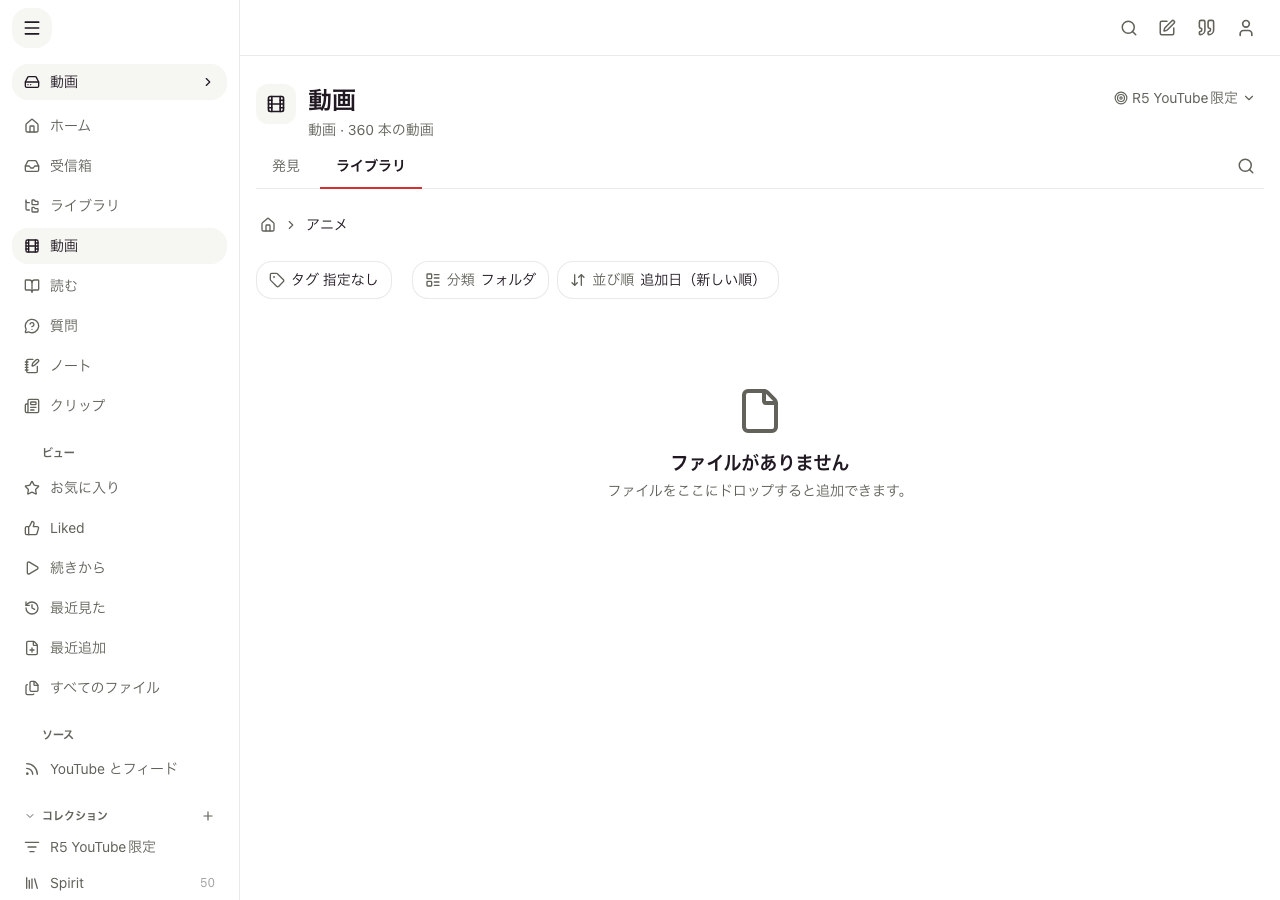 動画
ホーム
受信箱
ライブラリ
動画
読む
質問
ノート
クリップ
ビュー
お気に入り
Liked
続きから
最近見た
最近追加
すべてのファイル
ソース
YouTube とフィード
コレクション
R5 YouTube限定
Spirit 50
動画
動画 · 360 本の動画
R5 YouTube限定
発見 ライブラリ
アニメ
タグ 指定なし 分類 フォルダ 並び順 追加日（新しい順）
ファイルがありません
ファイルをここにドロップすると追加できます。